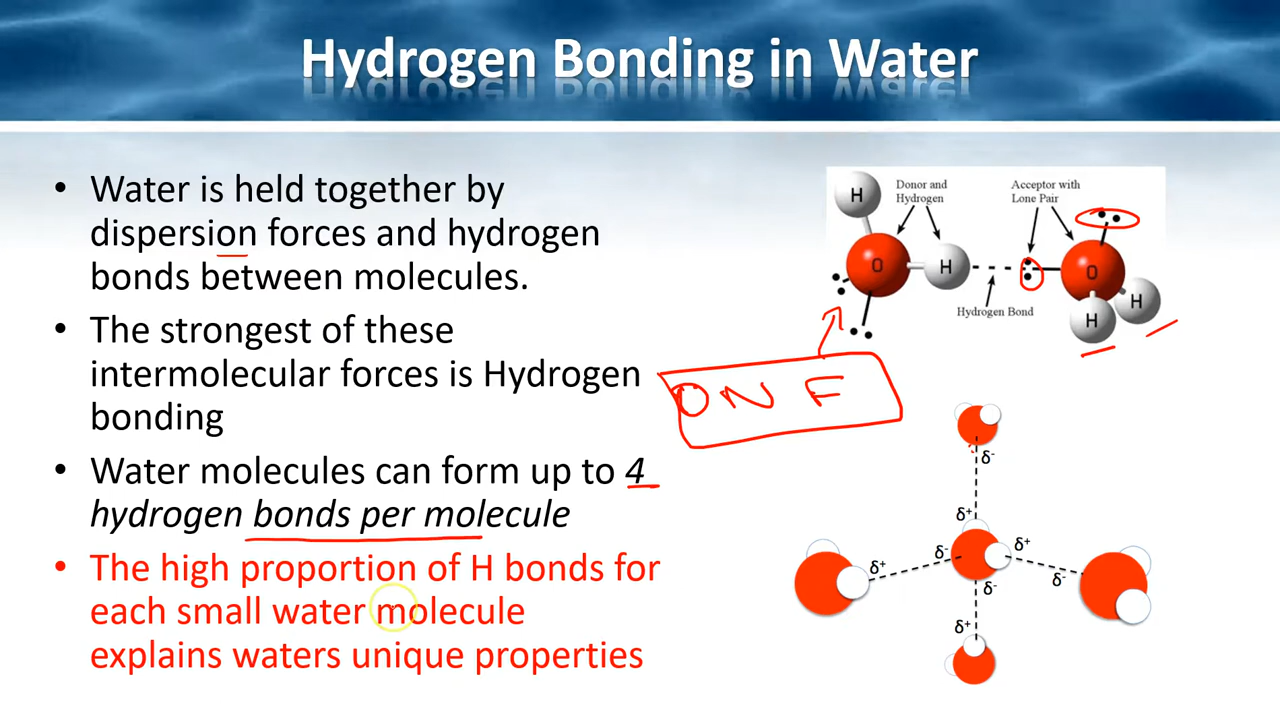 Hydrogen Bonding in Water
• Water is held together by
dispersion forces and hydrogen
bonds between molecules.
• The strongest of these
intermolecular forces is Hydrogen
bonding
• Water molecules can form up to 4
hydrogen bonds per molecule
• The high proportion of H bonds for
each small water molecule
explains waters unique properties
Donor and
Hydrogen
Acceptor with
Lone Pair
H
O
H
O
H
H
Hydrogen Bond
O N F
δ-
δ+
δ-
δ+
δ+
δ-
δ-
δ+